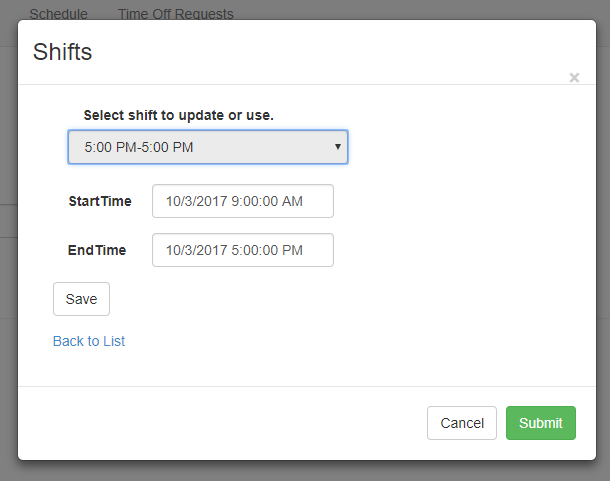 Schedule Time Off Requests
Shifts
×
Select shift to update or use.
5:00 PM-5:00 PM
StartTime 10/3/2017 9:00:00 AM
EndTime 10/3/2017 5:00:00 PM
Save
Back to List
Cancel Submit